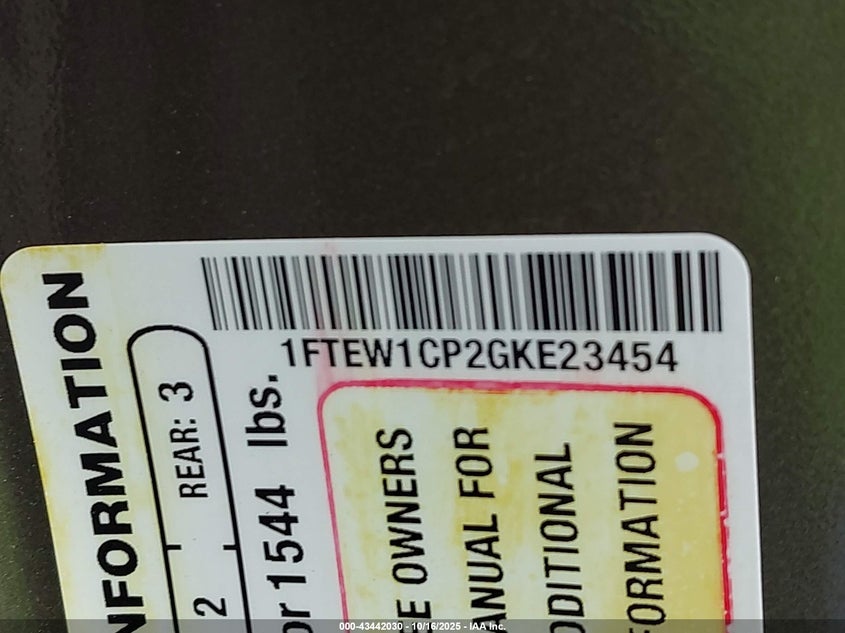 1FTEW1CP2GKE23454
NFORMATION
2 REAR: 3
or 1544 lbs.
E OWNERS
ANUAL FOR
DDITIONAL
FORMATION
000-43442030 - 10/16/2025 - IAA Inc.